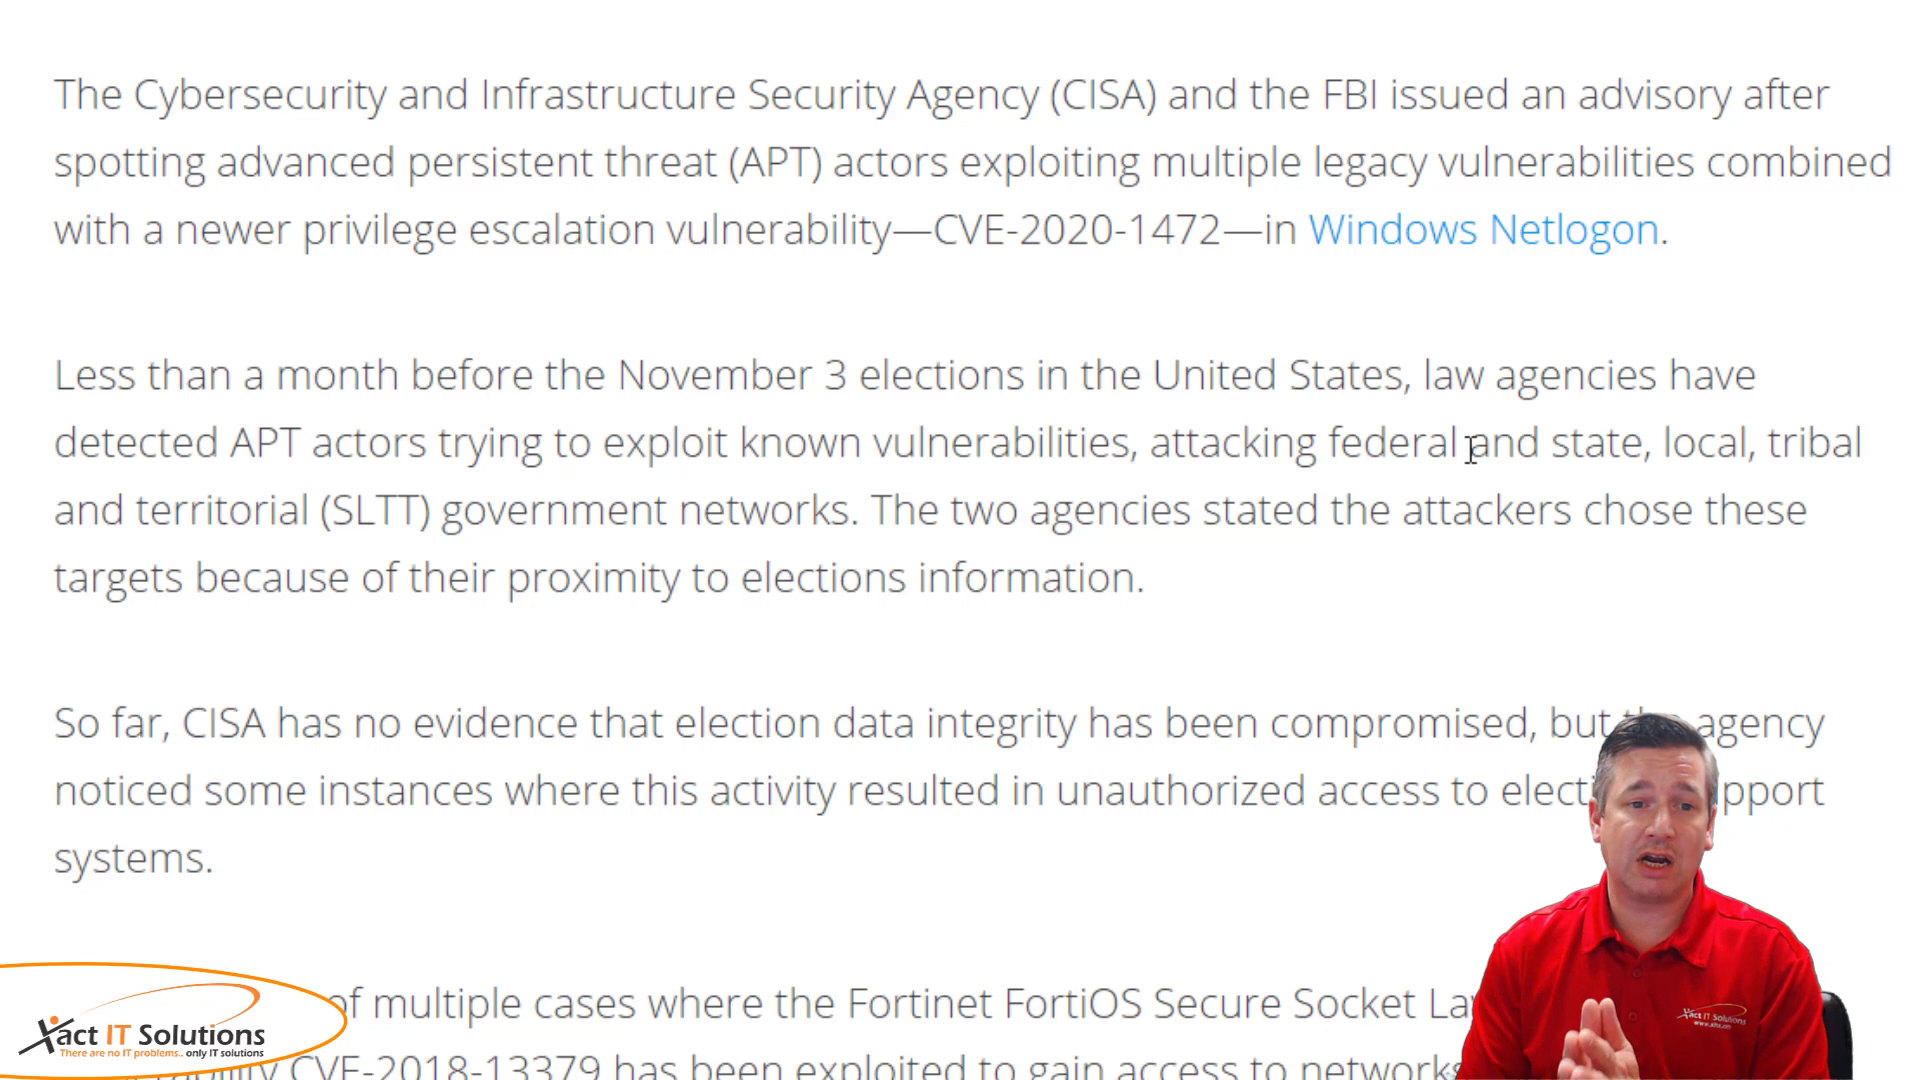 The Cybersecurity and Infrastructure Security Agency (CISA) and the FBI issued an advisory after
spotting advanced persistent threat (APT) actors exploiting multiple legacy vulnerabilities combined
with a newer privilege escalation vulnerability—CVE-2020-1472—in Windows Netlogon.
Less than a month before the November 3 elections in the United States, law agencies have
detected APT actors trying to exploit known vulnerabilities, attacking federal and state, local, tribal
and territorial (SLTT) government networks. The two agencies stated the attackers chose these
targets because of their proximity to elections information.
So far, CISA has no evidence that election data integrity has been compromised, but agency
noticed some instances where this activity resulted in unauthorized access to
systems.
of multiple cases where the Fortinet FortiOS Secure Socket
CVE-2018-13379 has been exploited to gain access to networks
Xact IT Solutions
There are no IT problems.. only IT solutions
Xact IT Solutions